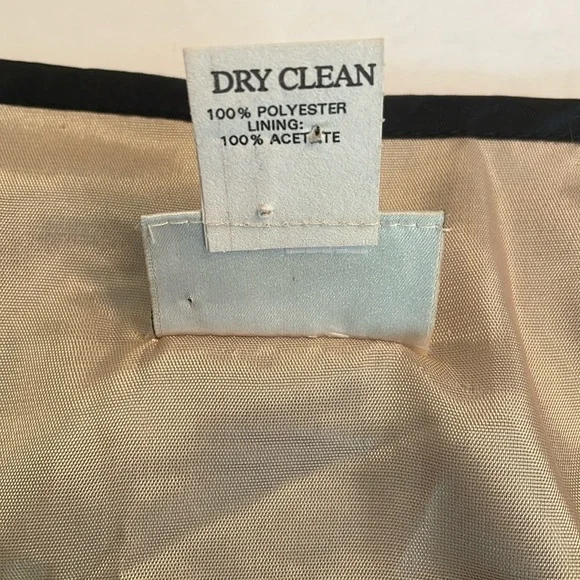 DRY CLEAN
100% POLYESTER
LINING:
100% ACETATE